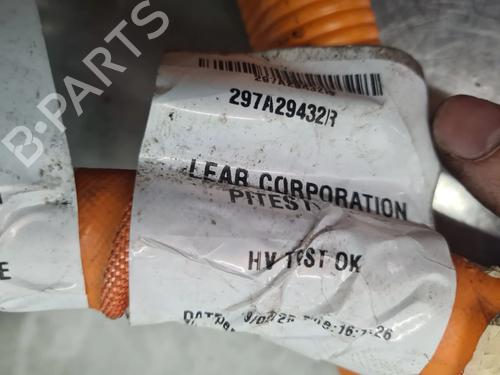 B-PARTS
297A29432R
LEAR CORPORATION
PITESTI
HV TEST OK